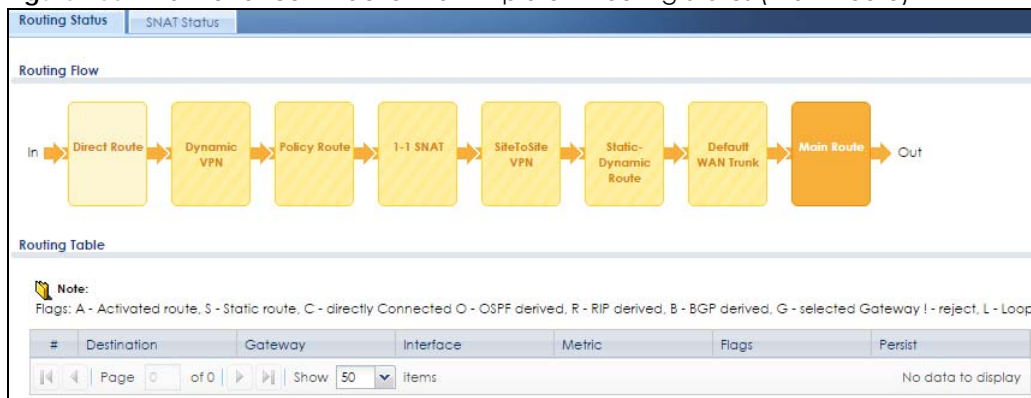 Routing Status SNAT Status
Routing Flow
In Direct Route Dynamic VPN Policy Route 1-1 SNAT SiteToSite VPN Static-Dynamic Route Default WAN Trunk Main Route Out
Routing Table
Note:
Flags: A - Activated route, S - Static route, C - directly Connected O - OSPF derived, R - RIP derived, B - BGP derived, G - selected Gateway ! - reject, L - Loop
# Destination Gateway Interface Metric Flags Persist
Page 0 of 0 Show 50 items No data to display